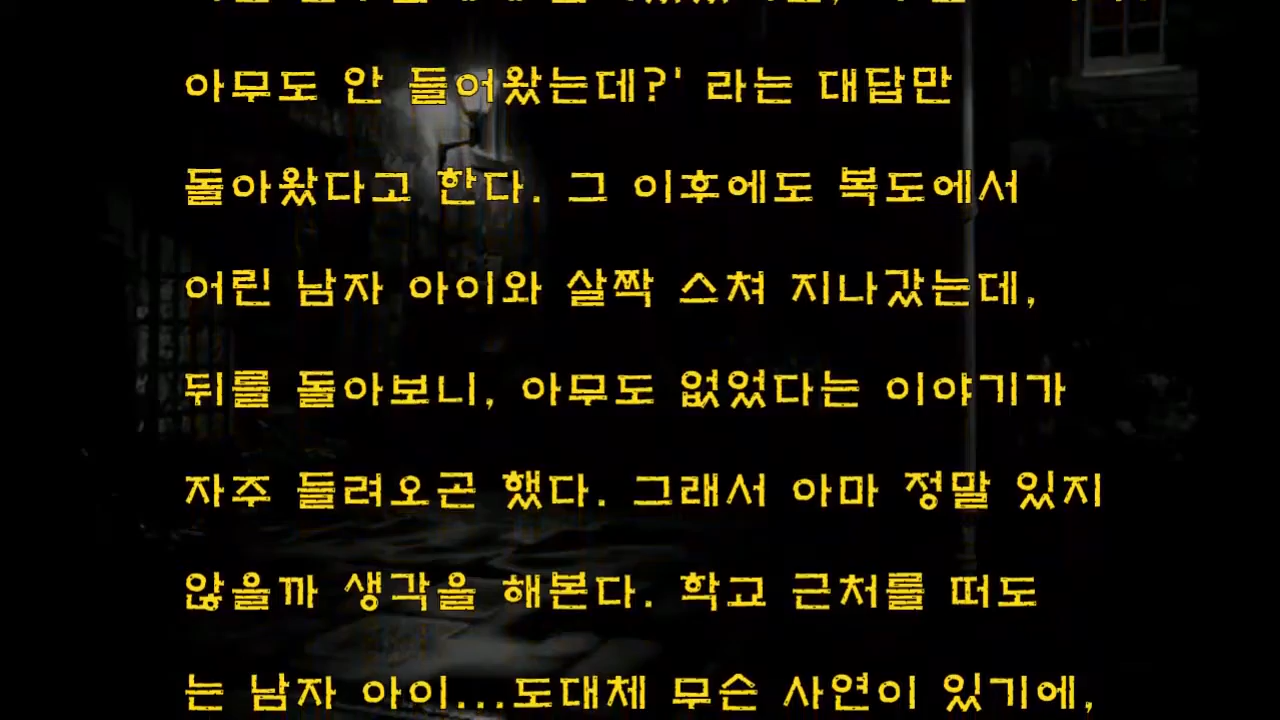 아무도 안 들어왔는데?' 라는 대답만
돌아왔다고 한다. 그 이후에도 복도에서
어린 남자 아이와 살짝 스쳐 지나갔는데,
뒤를 돌아보니, 아무도 없었다는 이야기가
자주 들려오곤 했다. 그래서 아마 정말 있지
않을까 생각을 해본다. 학교 근처를 떠도
는 남자 아이...도대체 무슨 사연이 있기에,